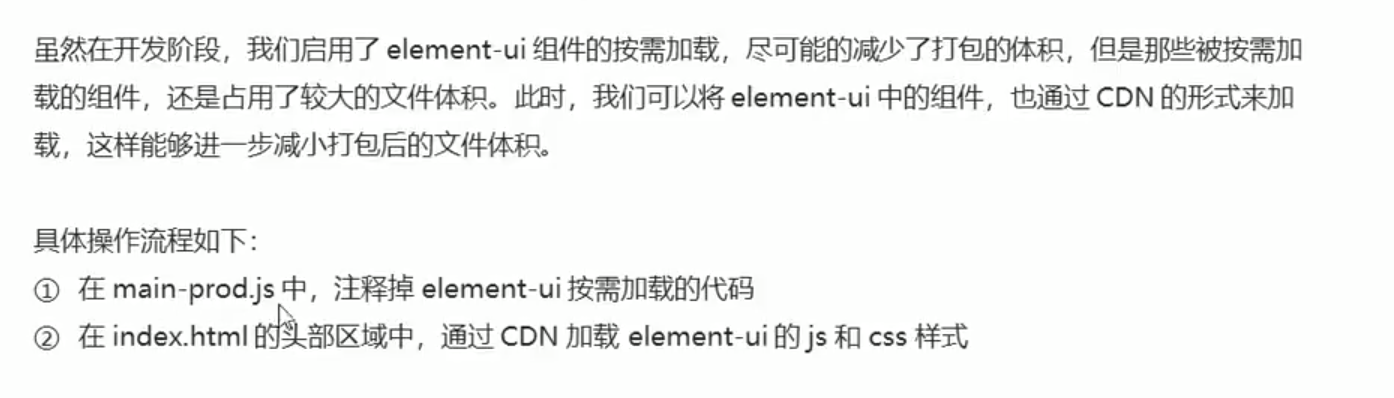 虽然在开发阶段，我们启用了 element-ui 组件的按需加载，尽可能的减少了打包的体积，但是那些被按需加
载的组件，还是占用了较大的文件体积。此时，我们可以将 element-ui 中的组件，也通过 CDN 的形式来加
载，这样能够进一步减小打包后的文件体积。
具体操作流程如下：
① 在 main-prod.js 中，注释掉 element-ui 按需加载的代码
② 在 index.html 的头部区域中，通过 CDN 加载 element-ui 的 js 和 css 样式